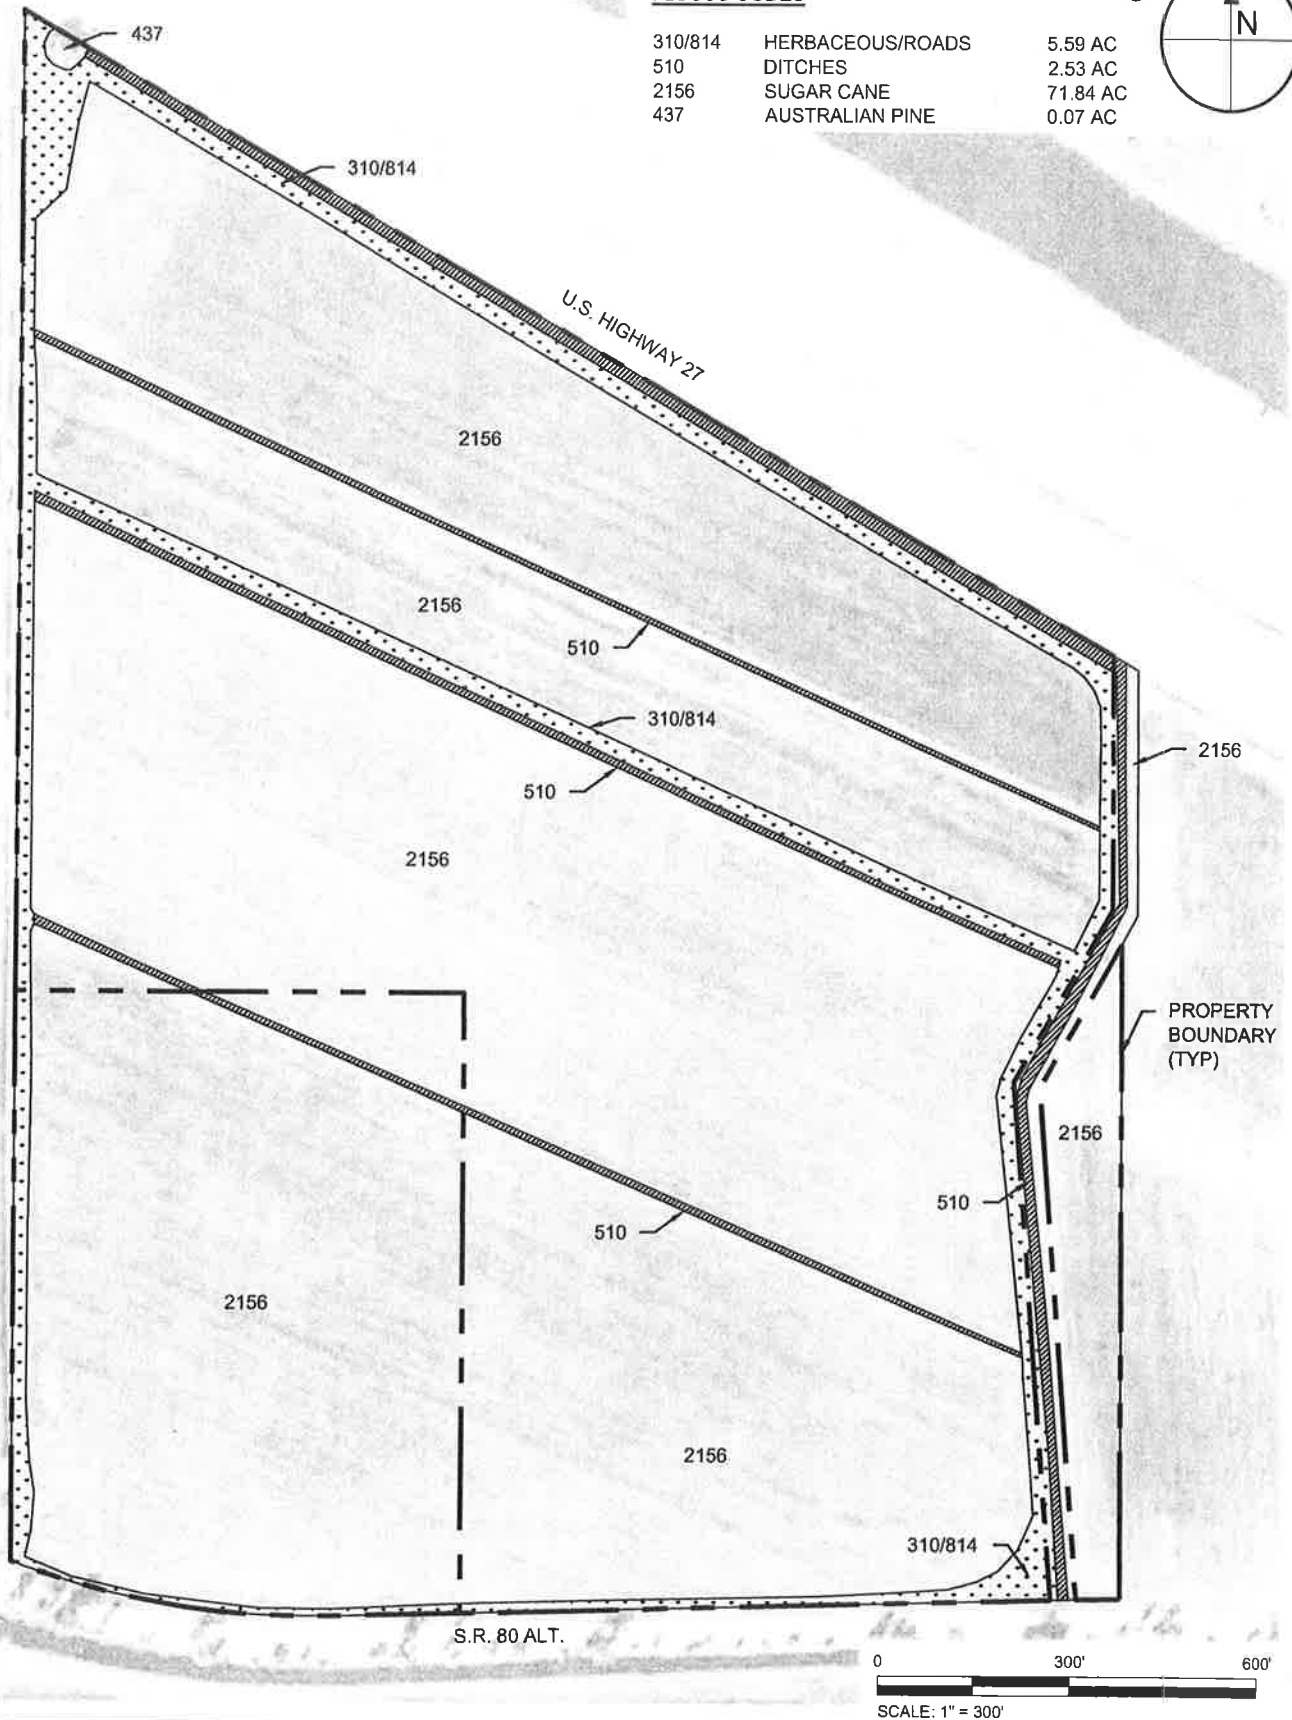 310/814 HERBACEOUS/ROADS 5.59 AC
510 DITCHES 2.53 AC
2156 SUGAR CANE 71.84 AC
437 AUSTRALIAN PINE 0.07 AC
N
437
310/814
U.S. HIGHWAY 27
2156
2156
510
310/814
2156
510
2156
PROPERTY
BOUNDARY
(TYP)
2156
510
510
2156
2156
310/814
S.R. 80 ALT.
0 300' 600'
SCALE: 1" = 300'